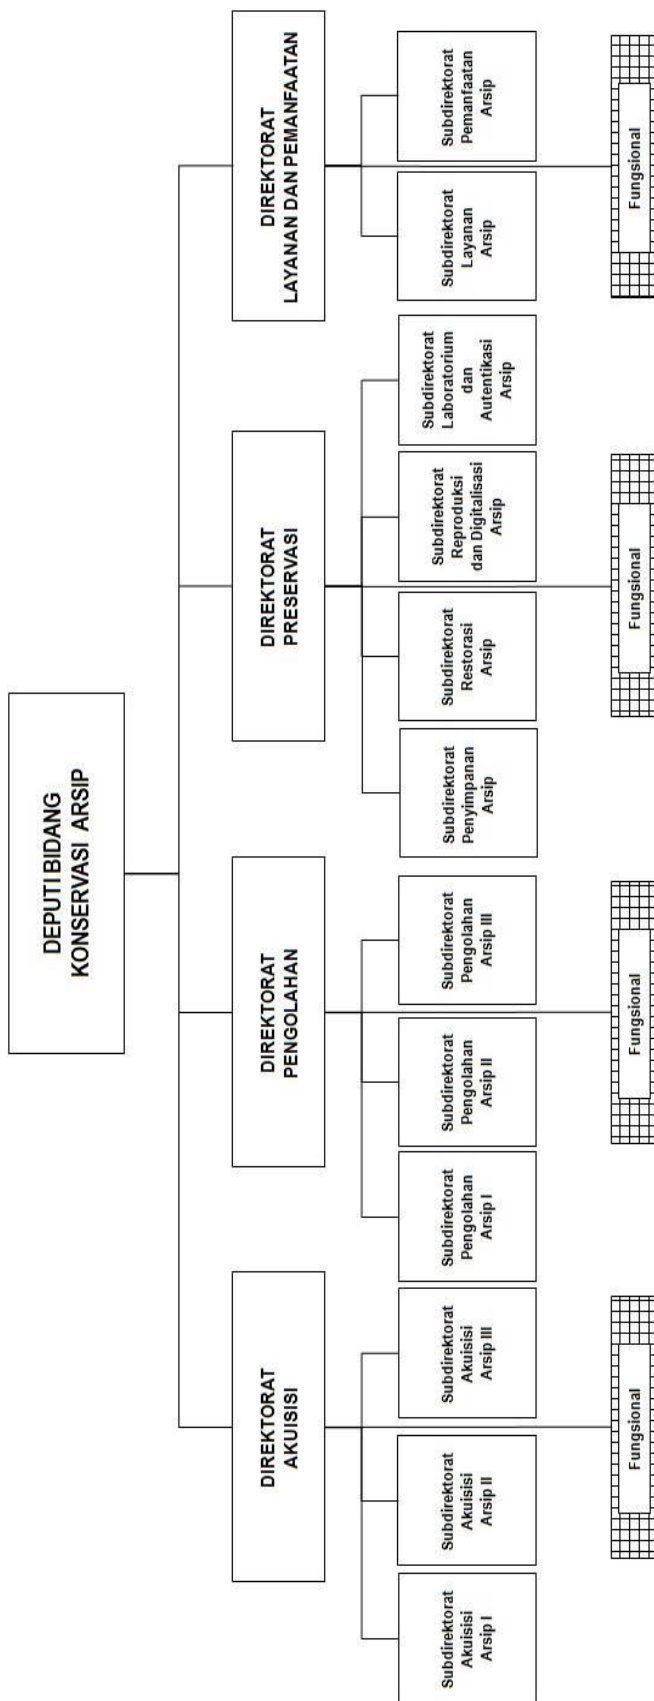 DEPUTI BIDANG
KONSERVASI ARSIP
DIREKTORAT
AKUISISI
DIREKTORAT
PENGOLAHAN
DIREKTORAT
PRESERVASI
DIREKTORAT
LAYANAN DAN PEMANFAATAN
Subdirektorat
Akuisisi
Arsip I
Subdirektorat
Akuisisi
Arsip II
Subdirektorat
Akuisisi
Arsip III
Subdirektorat
Pengolahan
Arsip I
Subdirektorat
Pengolahan
Arsip II
Subdirektorat
Pengolahan
Arsip III
Subdirektorat
Penyimpanan
Arsip
Subdirektorat
Restorasi
Arsip
Subdirektorat
Reproduksi
dan Digitalisasi
Arsip
Subdirektorat
Laboratorium
dan
Autentikasi
Arsip
Subdirektorat
Layanan
Arsip
Subdirektorat
Pemanfaatan
Arsip
Fungsional
Fungsional
Fungsional
Fungsional